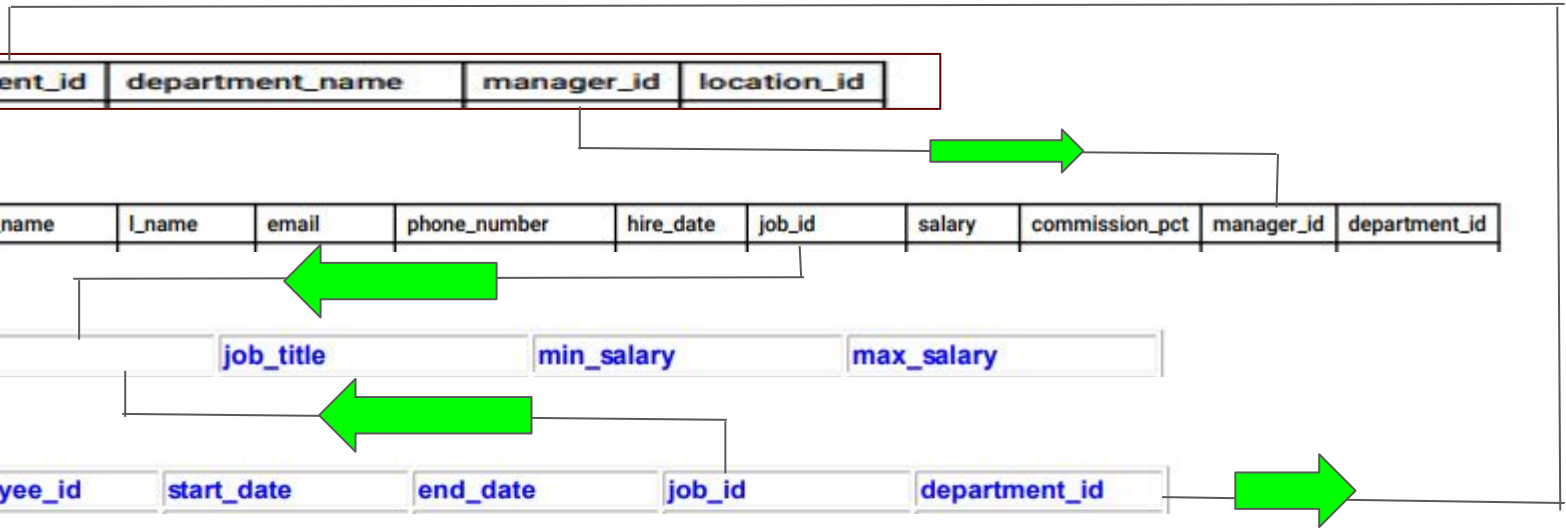 ent_id department_name manager_id location_id
name l_name email phone_number hire_date job_id salary commission_pct manager_id department_id
job_title min_salary max_salary
yee_id start_date end_date job_id department_id